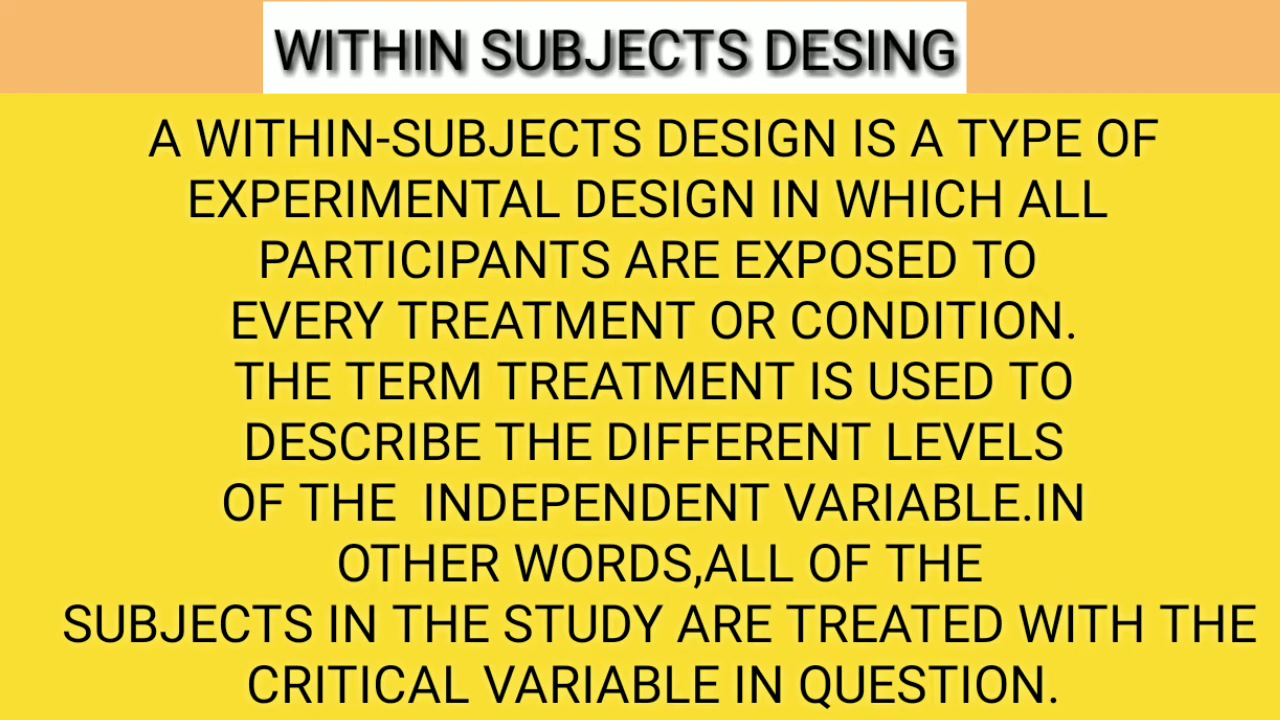 WITHIN SUBJECTS DESING
A WITHIN-SUBJECTS DESIGN IS A TYPE OF
EXPERIMENTAL DESIGN IN WHICH ALL
PARTICIPANTS ARE EXPOSED TO
EVERY TREATMENT OR CONDITION.
THE TERM TREATMENT IS USED TO
DESCRIBE THE DIFFERENT LEVELS
OF THE  INDEPENDENT VARIABLE.IN
OTHER WORDS,ALL OF THE
SUBJECTS IN THE STUDY ARE TREATED WITH THE
CRITICAL VARIABLE IN QUESTION.